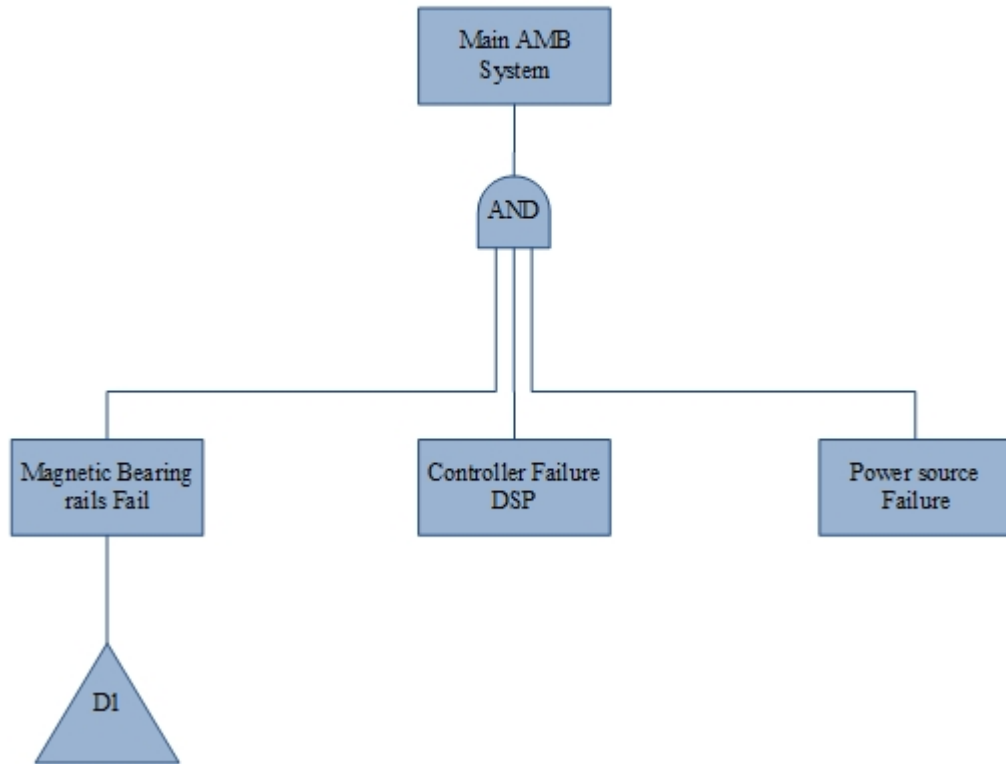 Main AMB
System
AND
Magnetic Bearing
rails Fail
Controller Failure
DSP
Power source
Failure
D1